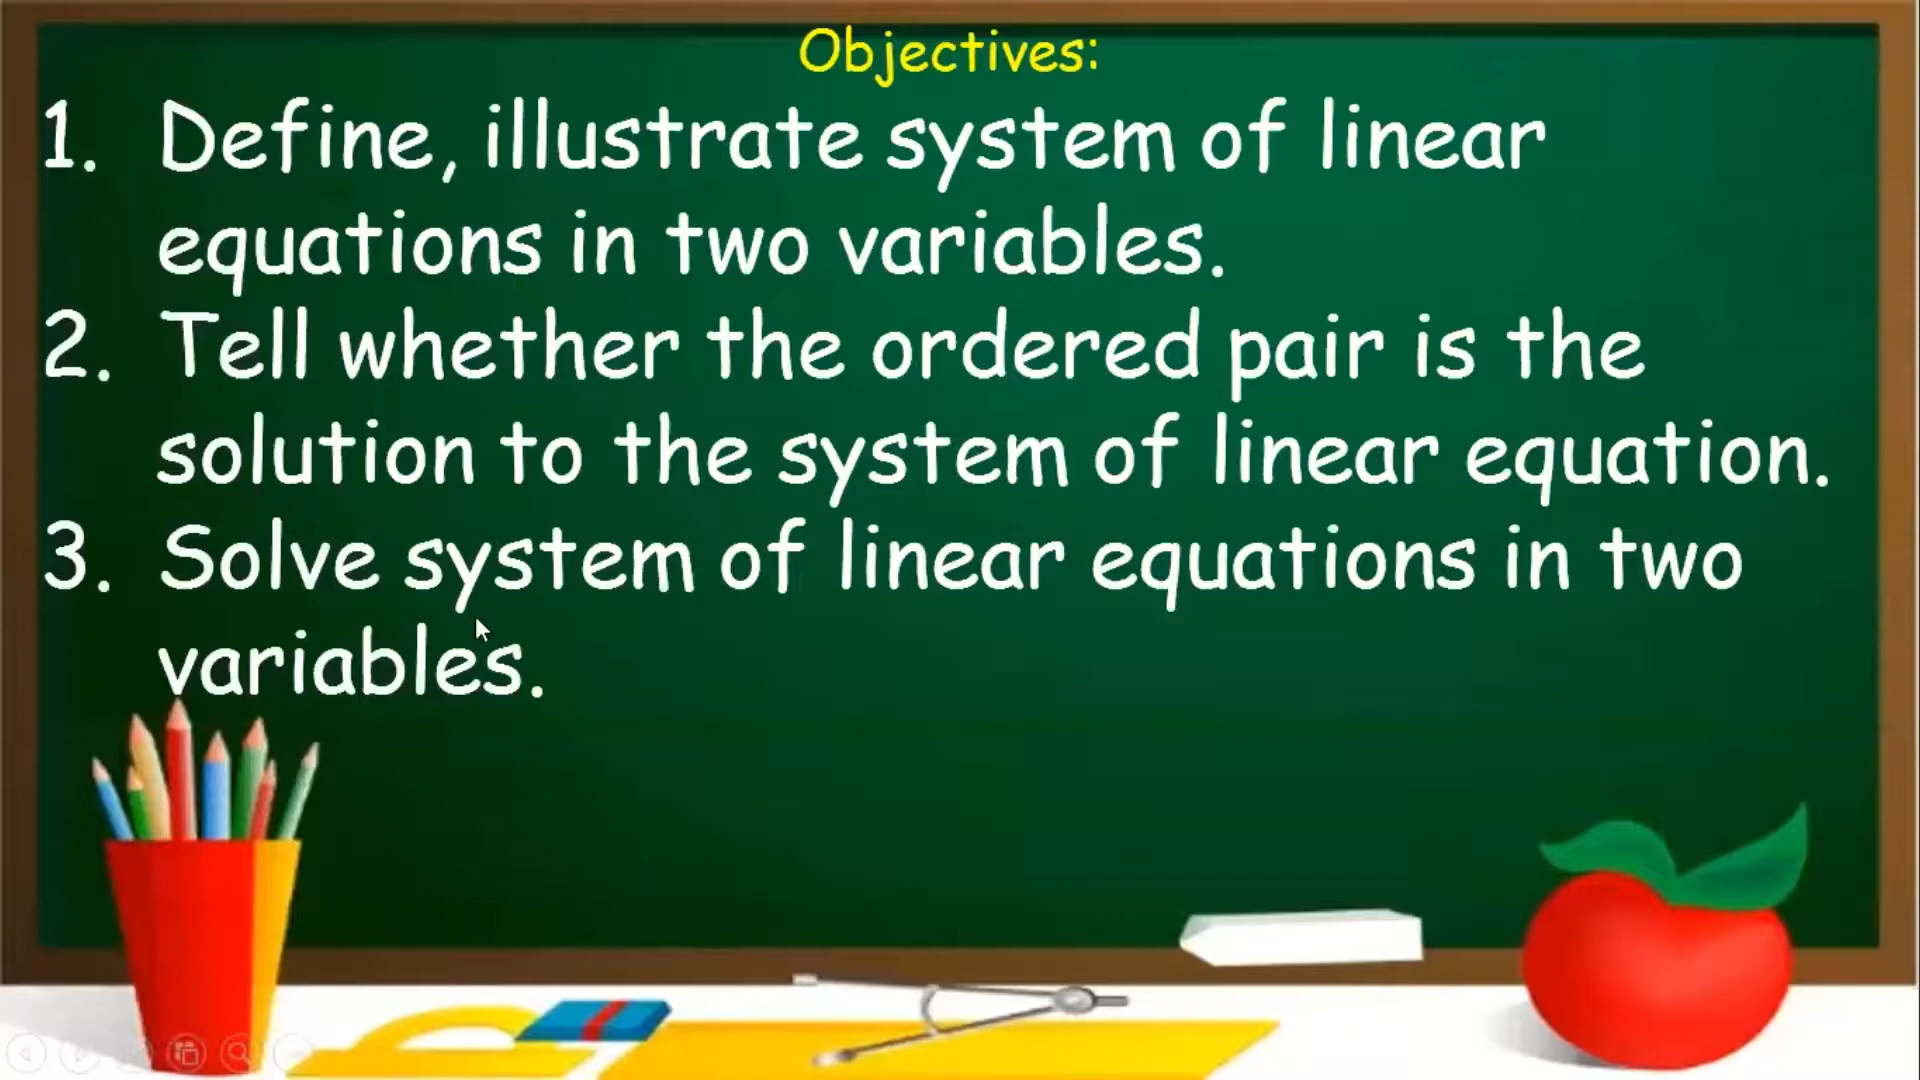 Objectives:
1. Define, illustrate system of linear
equations in two variables.
2. Tell whether the ordered pair is the
solution to the system of linear equation.
3. Solve system of linear equations in two
variables.